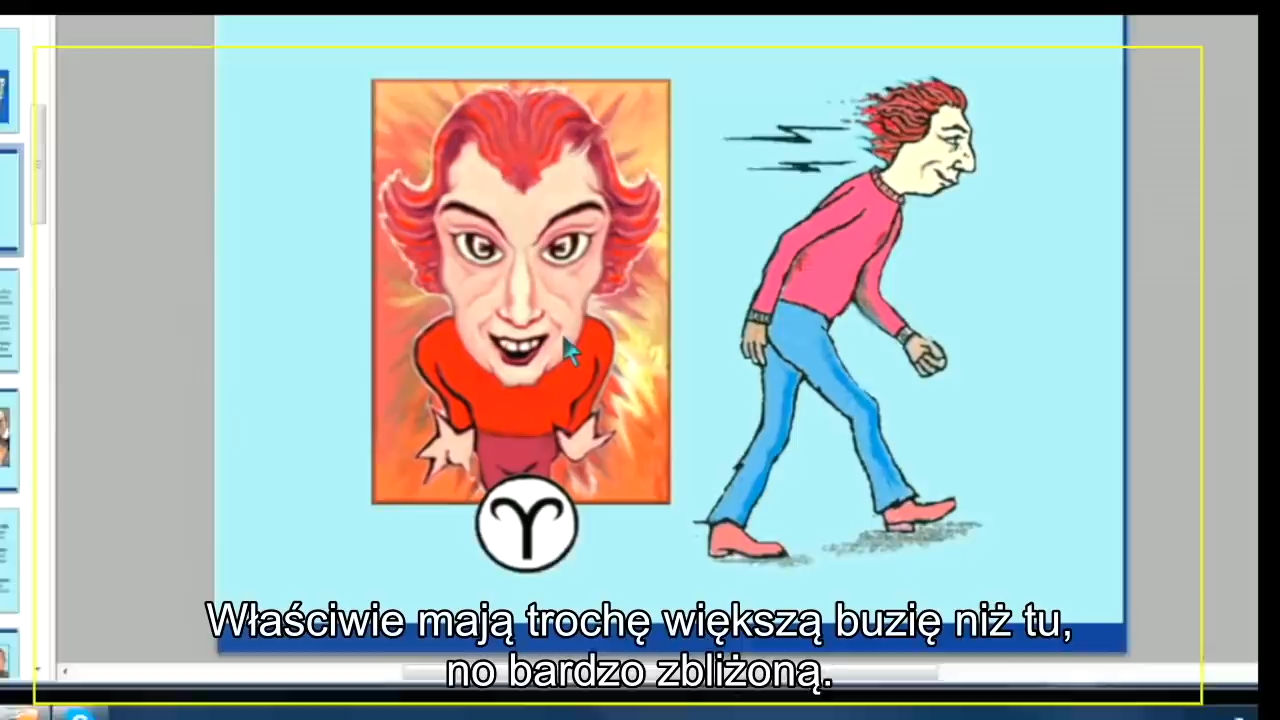 Właściwie mają trochę większą buzię niż tu,
no bardzo zbliżoną.